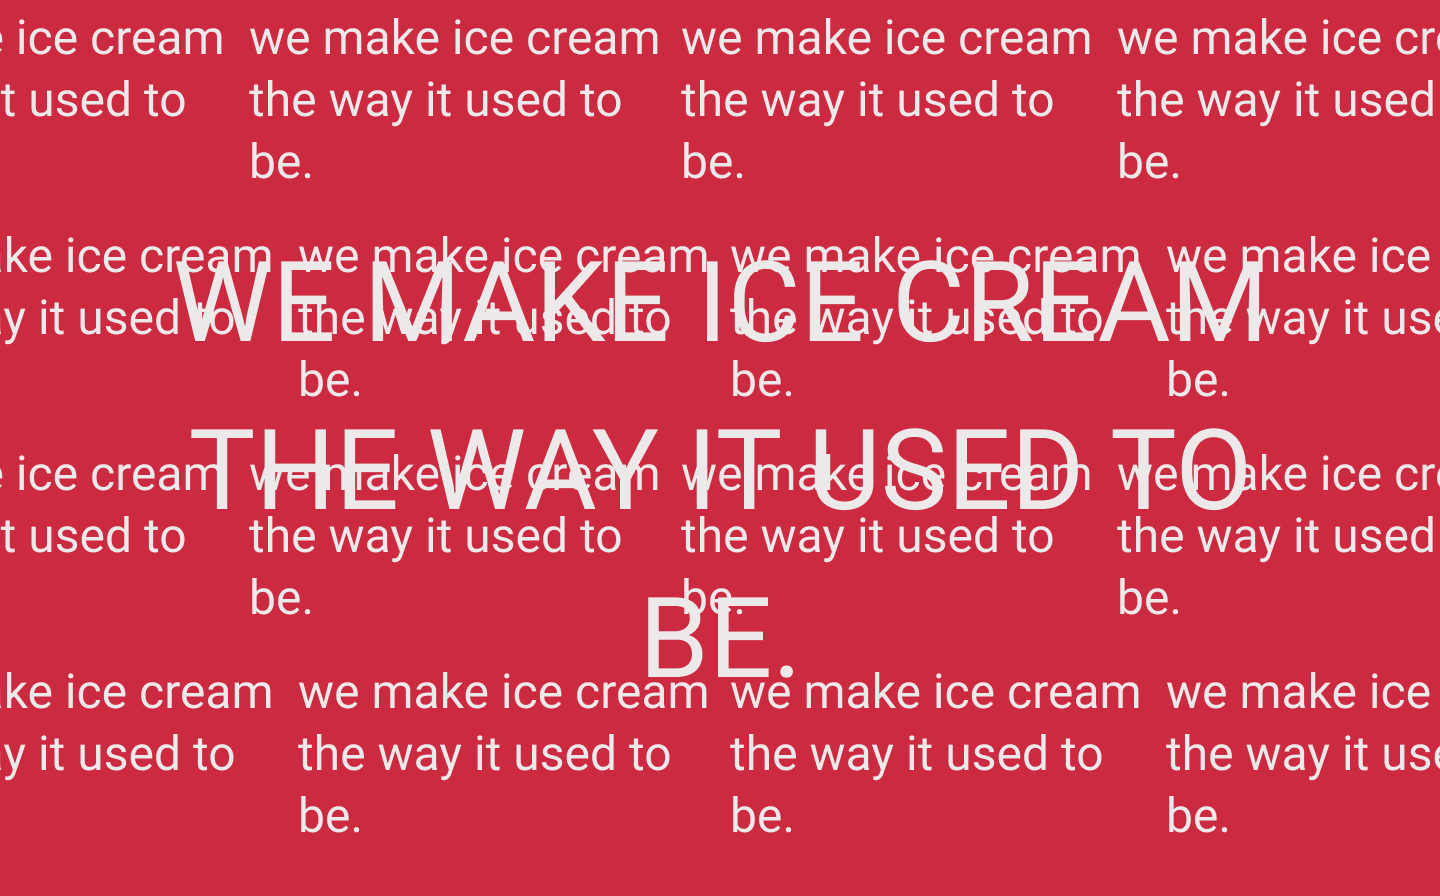 ice cream we make ice cream we make ice cream we make ice
t used to the way it used to the way it used to the way it used
be. be. be.
ke ice cream we make ice cream we make ice cream we make ice
WE MAKE ICE CREAM
y it used to the way it used to the way it used to the way it use
be. be. be.
THE WAY IT USED TO
ice cream we make ice cream we make ice cream we make ice
t used to the way it used to the way it used to the way it used
be. be. be.
BE.
ke ice cream we make ice cream we make ice cream we make ice
y it used to the way it used to the way it used to the way it use
be. be. be.